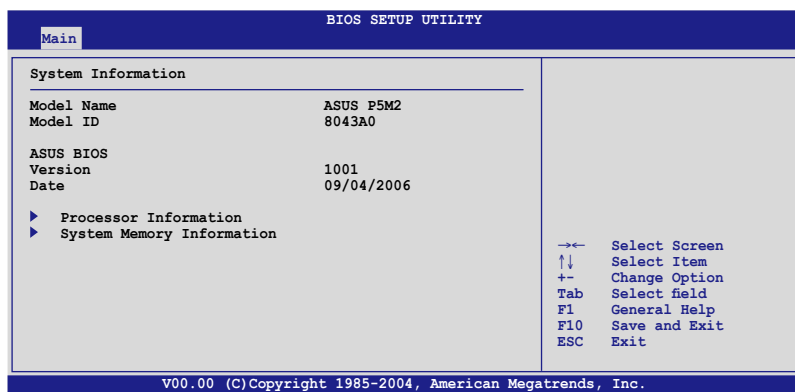 BIOS SETUP UTILITY
Main
System Information
Model Name ASUS P5M2
Model ID 8043A0
ASUS BIOS
Version 1001
Date 09/04/2006
Processor Information
System Memory Information
→← Select Screen
↑↓ Select Item
+- Change Option
Tab Select field
F1 General Help
F10 Save and Exit
ESC Exit
V00.00 (C)Copyright 1985-2004, American Megatrends, Inc.